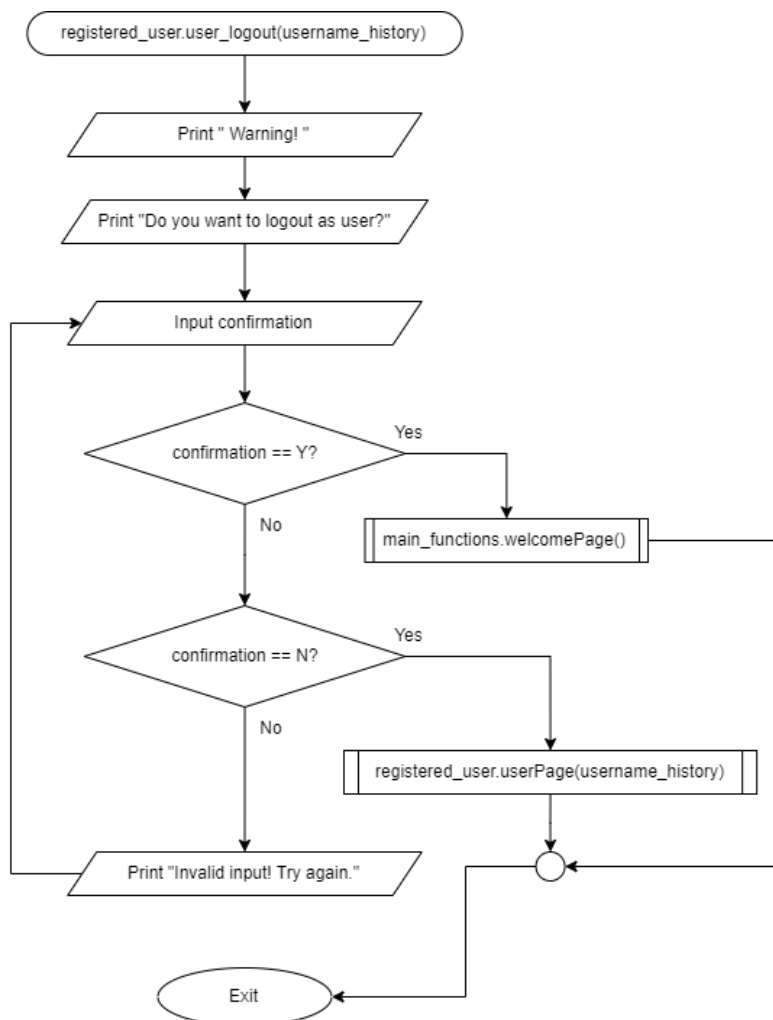 registered_user.user_logout(username_history)
Print " Warning! "
Print "Do you want to logout as user?"
Input confirmation
confirmation == Y?
Yes
No
main_functions.welcomePage()
confirmation == N?
Yes
No
registered_user.userPage(username_history)
Print "Invalid input! Try again."
Exit